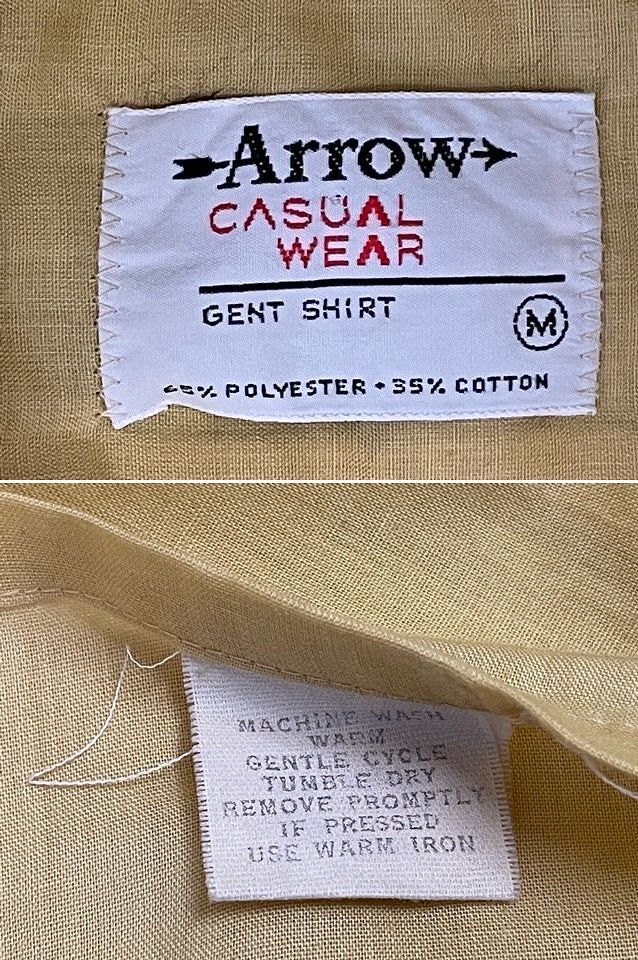 Arrow
CASUAL
WEAR
GENT SHIRT
M
65% POLYESTER • 35% COTTON
MACHINE WASH
WARM
GENTLE CYCLE
TUMBLE DRY
REMOVE PROMPTLY
IF PRESSED
USE WARM IRON